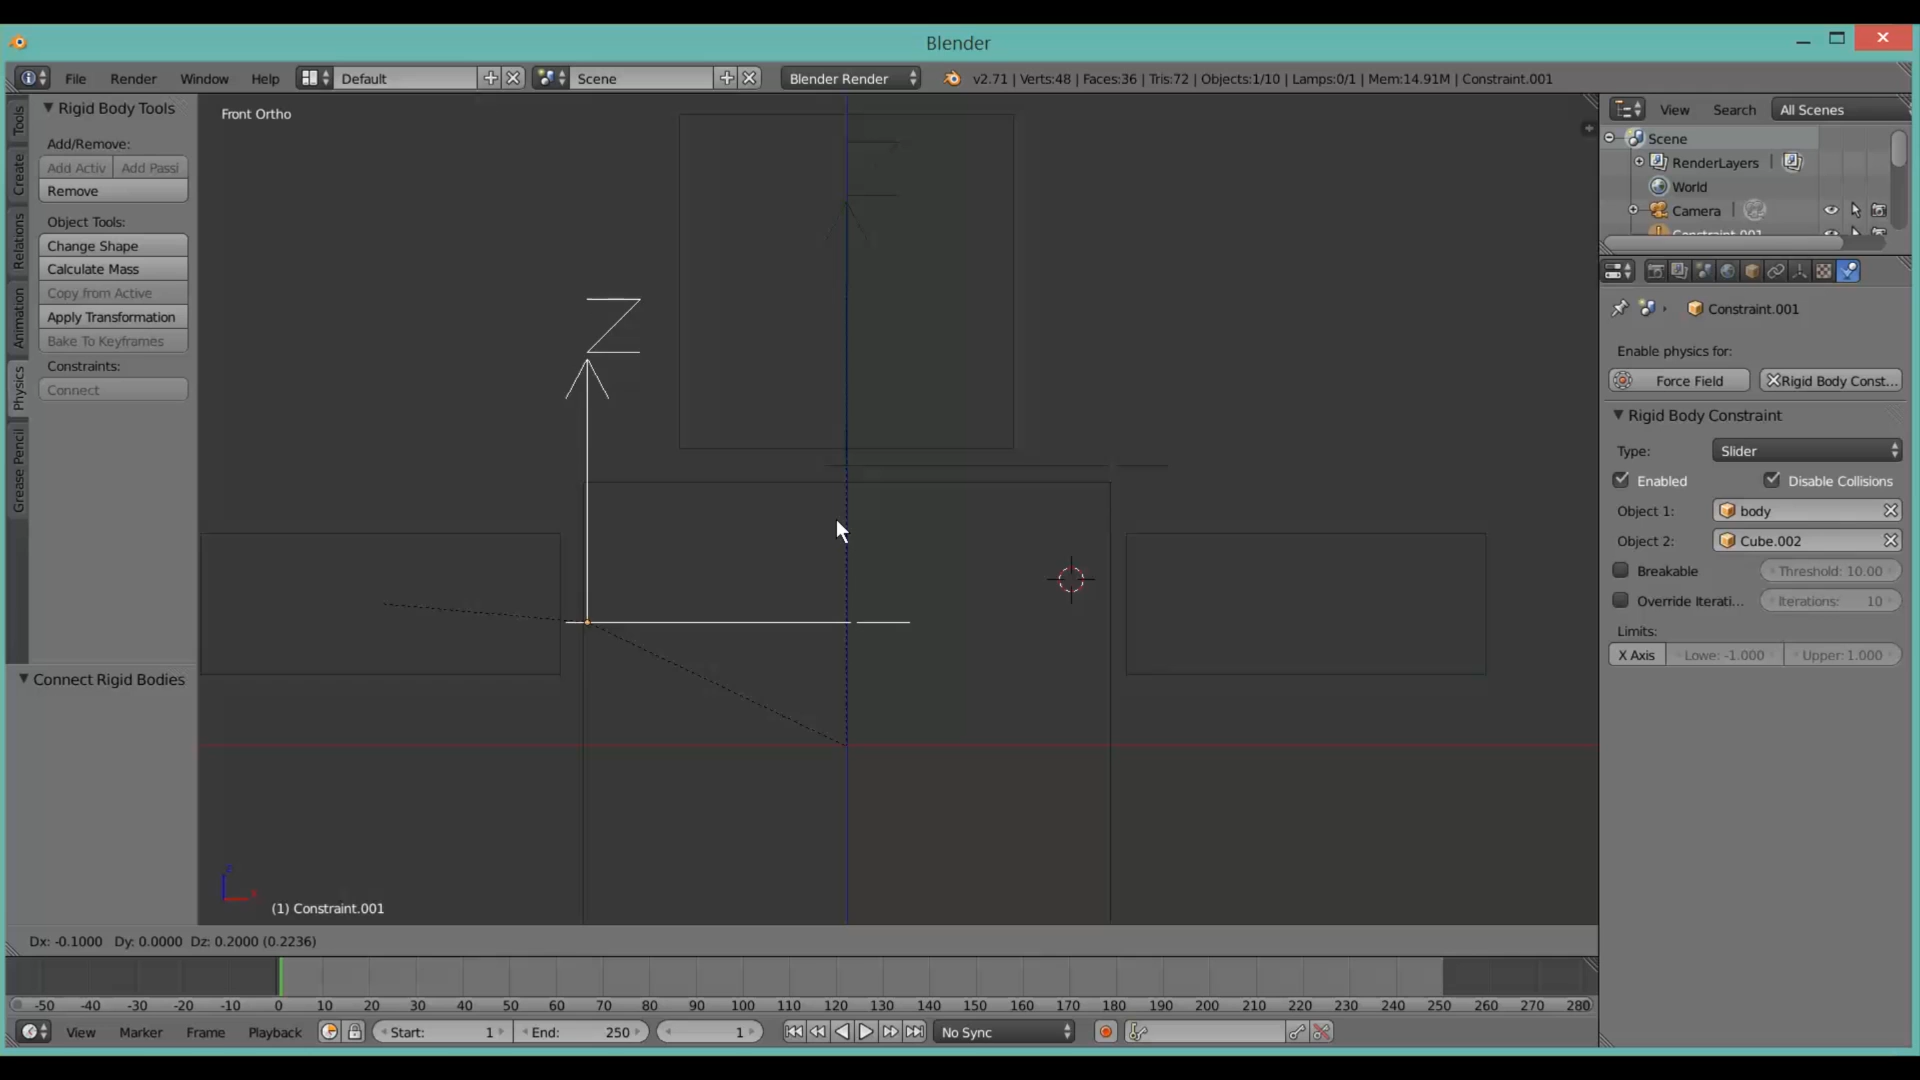 Blender
File Render Window Help Default Scene Blender Render v2.71 | Verts:48 | Faces:36 | Tris:72 | Objects:1/10 | Lamps:0/1 | Mem:14.91M | Constraint.001
Tools
Create
Relations
Animation
Physics
Grease Pencil
Rigid Body Tools
Add/Remove:
Add Activ Add Passi
Remove
Object Tools:
Change Shape
Calculate Mass
Copy from Active
Apply Transformation
Bake To Keyframes
Constraints:
Connect
Connect Rigid Bodies
Front Ortho
Z
(1) Constraint.001
View Search All Scenes
Scene
RenderLayers
World
Camera
Constraint.001
Constraint.001
Enable physics for:
Force Field Rigid Body Const...
Rigid Body Constraint
Type: Slider
Enabled Disable Collisions
Object 1: body
Object 2: Cube.002
Breakable Threshold: 10.00
Override Iterati... Iterations: 10
Limits:
X Axis Lowe: -1.000 Upper: 1.000
Dx: -0.1000 Dy: 0.0000 Dz: 0.2000 (0.2236)
-50 -40 -30 -20 -10 0 10 20 30 40 50 60 70 80 90 100 110 120 130 140 150 160 170 180 190 200 210 220 230 240 250 260 270 280
View Marker Frame Playback Start: 1 End: 250 1 No Sync